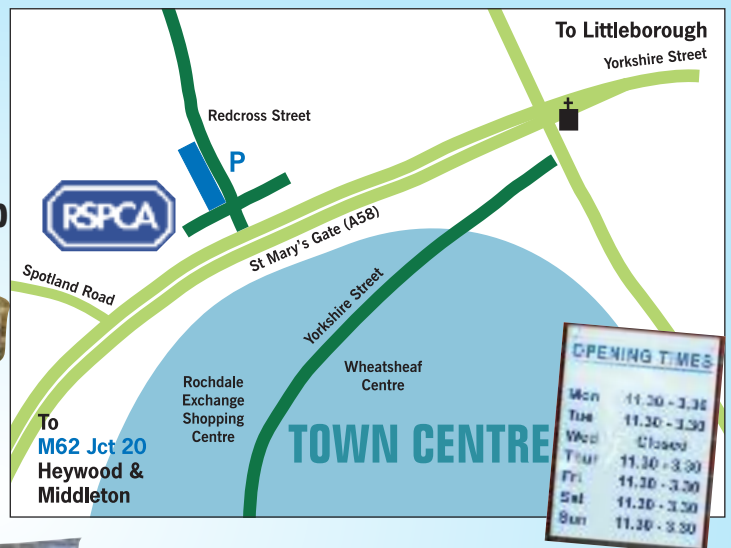 To Littleborough
Yorkshire Street
Redcross Street
P
RSPCA
St Mary's Gate (A58)
Spotland Road
Yorkshire Street
Wheatsheaf
Centre
Rochdale
Exchange
Shopping
Centre
TOWN CENTRE
To
M62 Jct 20
Heywood &
Middleton
OPENING TIMES
Mon 11.30 - 3.30
Tue 11.30 - 3.30
Wed Closed
Thur 11.30 - 3.30
Fri 11.30 - 3.30
Sat 11.30 - 3.30
Sun 11.30 - 3.30